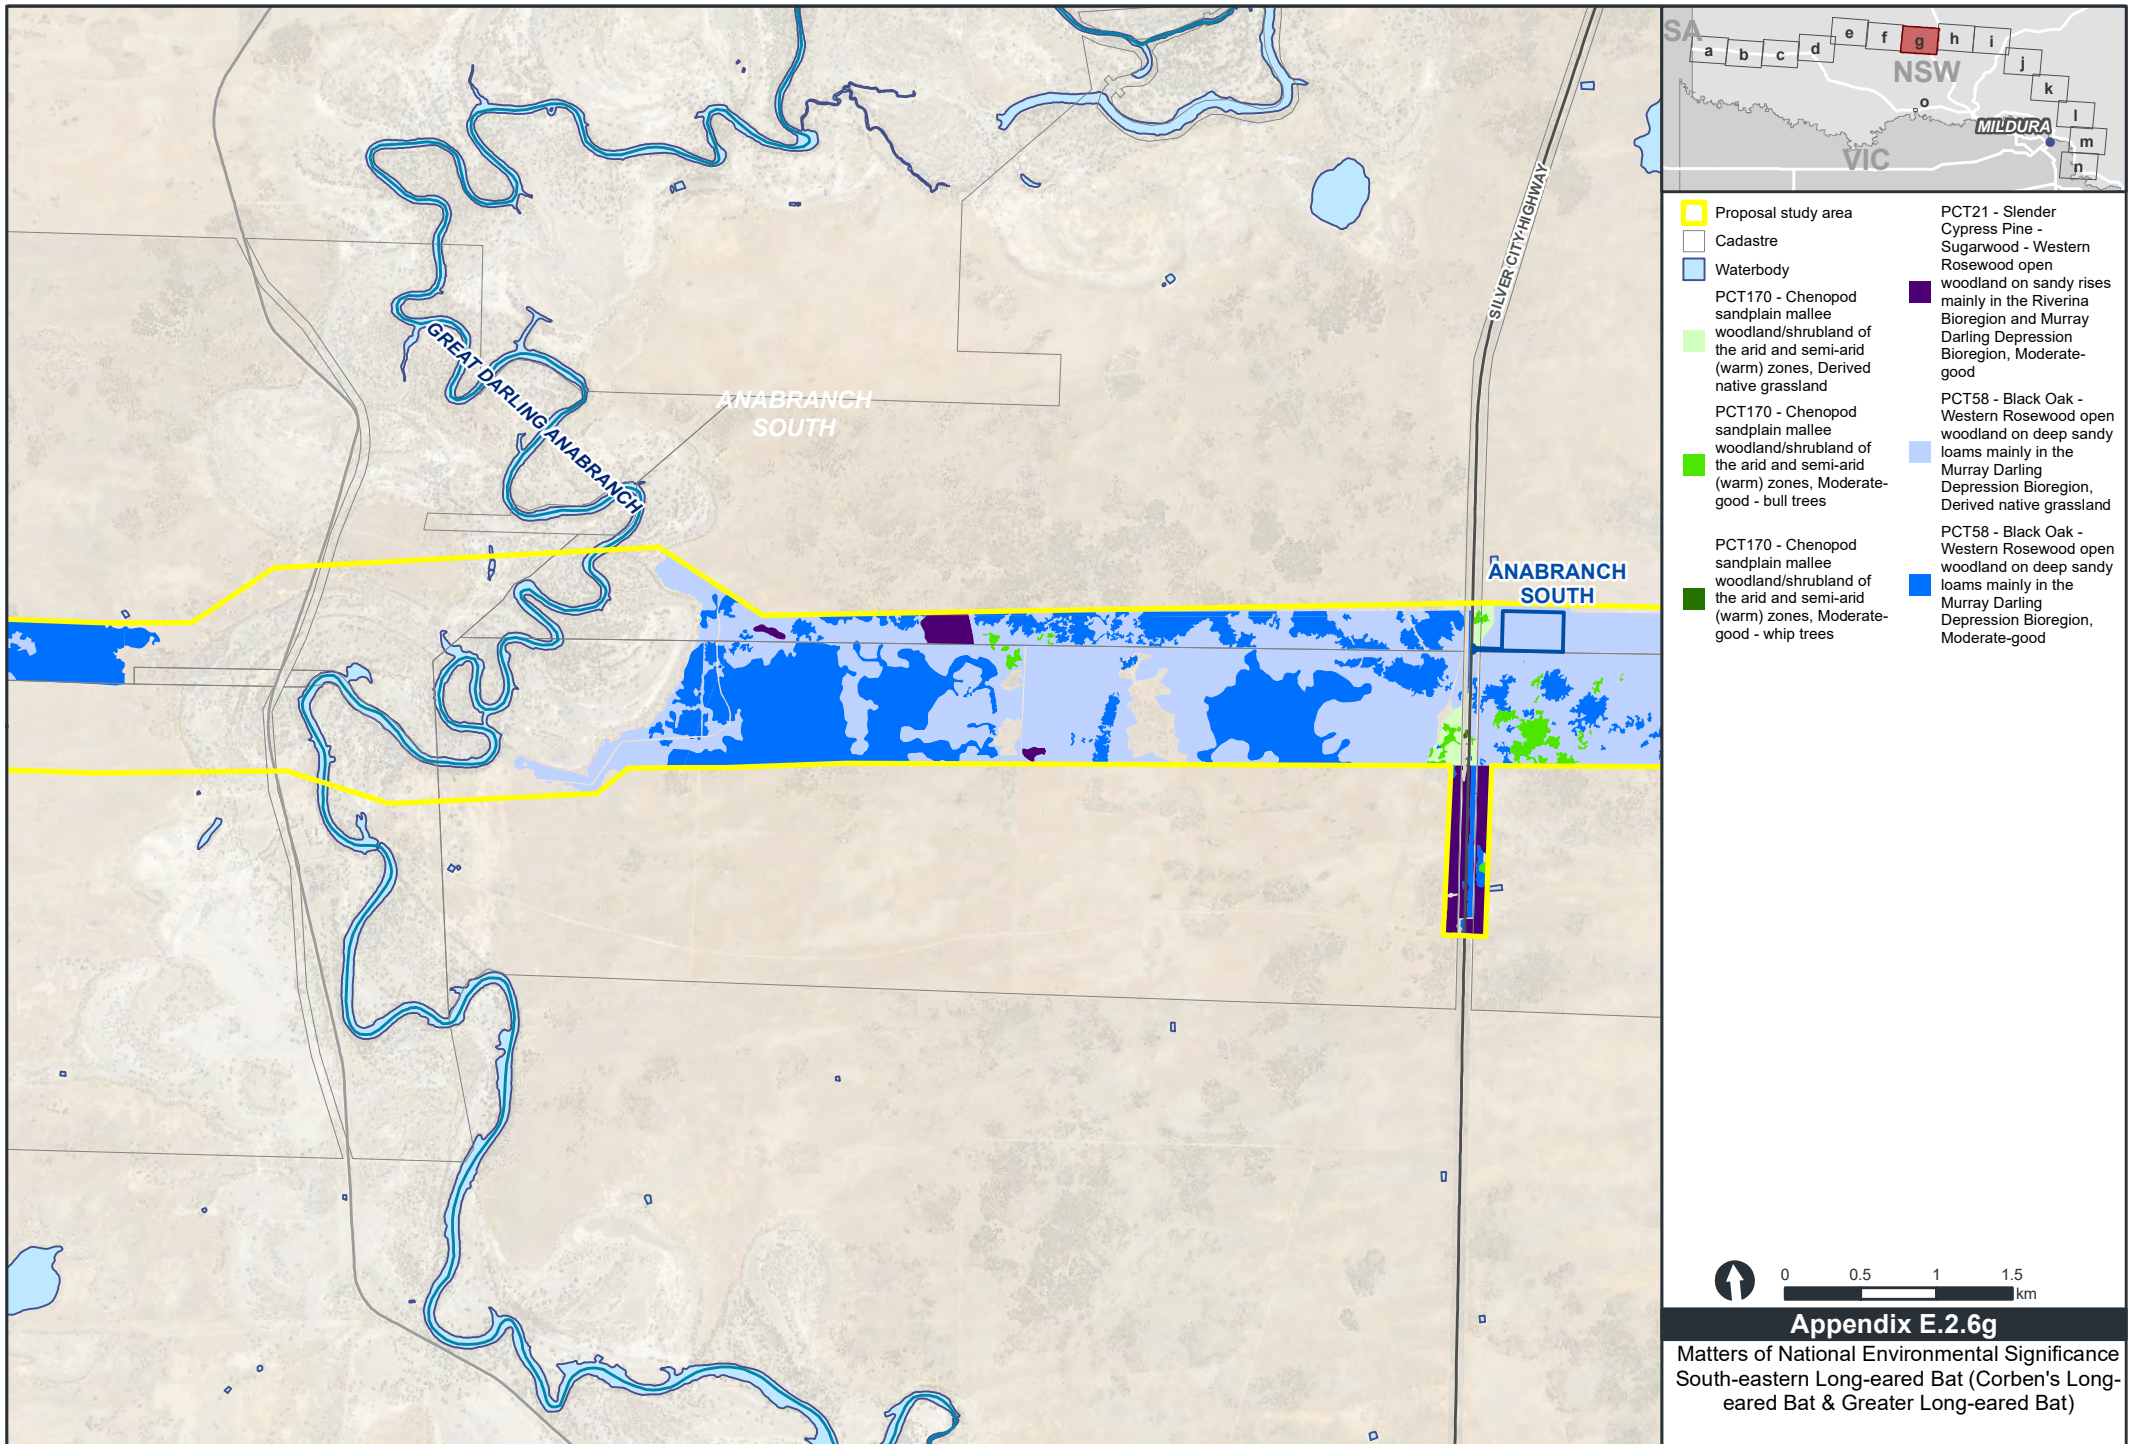 GREAT DARLING ANABRANCH
ANABRANCH
SOUTH
SILVER CITY HIGHWAY
ANABRANCH
SOUTH
SA
a
b
c
d
e
f
g
h
i
j
k
l
m
n
o
NSW
MILDURA
VIC
Proposal study area
Cadastre
Waterbody
PCT170 - Chenopod
sandplain mallee
woodland/shrubland of
the arid and semi-arid
(warm) zones, Derived
native grassland
PCT170 - Chenopod
sandplain mallee
woodland/shrubland of
the arid and semi-arid
(warm) zones, Moderate-
good - bull trees
PCT170 - Chenopod
sandplain mallee
woodland/shrubland of
the arid and semi-arid
(warm) zones, Moderate-
good - whip trees
PCT21 - Slender
Cypress Pine -
Sugarwood - Western
Rosewood open
woodland on sandy rises
mainly in the Riverina
Bioregion and Murray
Darling Depression
Bioregion, Moderate-
good
PCT58 - Black Oak -
Western Rosewood open
woodland on deep sandy
loams mainly in the
Murray Darling
Depression Bioregion,
Derived native grassland
PCT58 - Black Oak -
Western Rosewood open
woodland on deep sandy
loams mainly in the
Murray Darling
Depression Bioregion,
Moderate-good
0 0.5 1 1.5
km
Appendix E.2.6g
Matters of National Environmental Significance
South-eastern Long-eared Bat (Corben's Long-
eared Bat & Greater Long-eared Bat)